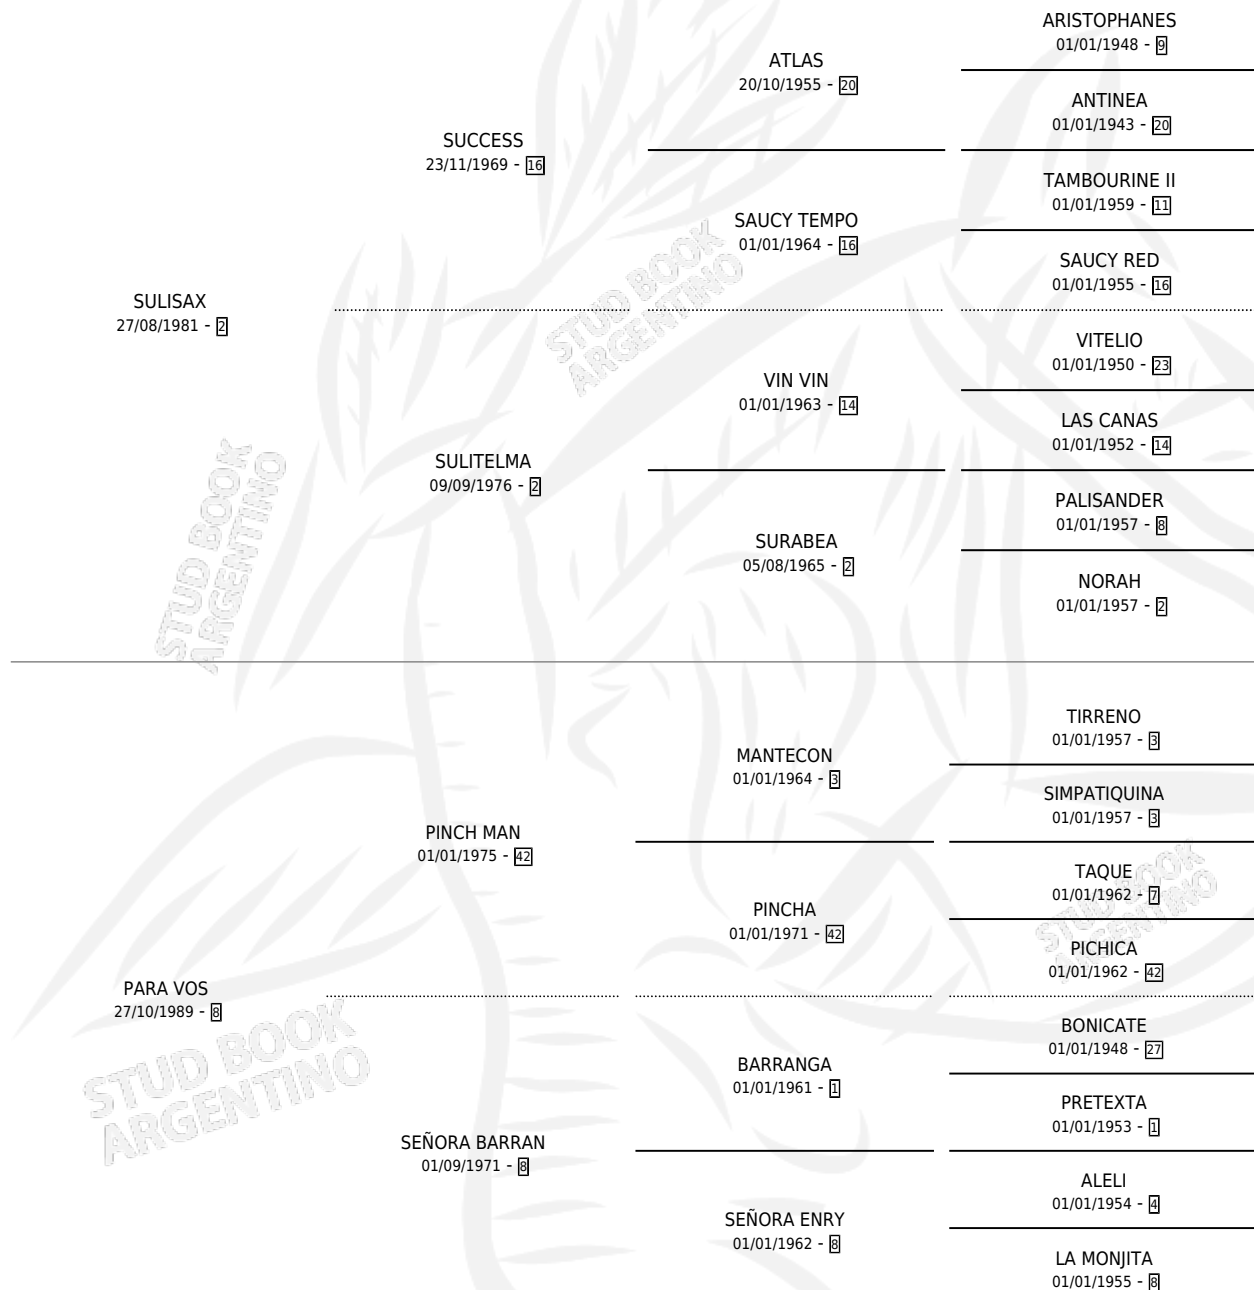 ARISTOPHANES
01/01/1948 - 9
ATLAS
20/10/1955 - 20
ANTINEA
01/01/1943 - 20
SUCCESS
23/11/1969 - 16
TAMBOURINE II
01/01/1959 - 11
SAUCY TEMPO
01/01/1964 - 16
SAUCY RED
01/01/1955 - 16
SULISAX
27/08/1981 - 2
STUD BOOK
ARGENTINO
VITELIO
01/01/1950 - 23
VIN VIN
01/01/1963 - 14
LAS CANAS
01/01/1952 - 14
SULITELMA
09/09/1976 - 2
PALISANDER
01/01/1957 - 8
SURABEA
05/08/1965 - 2
NORAH
01/01/1957 - 2
STUD BOOK
ARGENTINO
TIRRENO
01/01/1957 - 3
MANTECON
01/01/1964 - 3
SIMPATIQUINA
01/01/1957 - 3
PINCH MAN
01/01/1975 - 42
TAQUE
01/01/1962 - 7
PINCHA
01/01/1971 - 42
PICHICA
01/01/1962 - 42
STUD BOOK
ARGENTINO
PARA VOS
27/10/1989 - 8
BONICATE
01/01/1948 - 27
BARRANGA
01/01/1961 - 1
PRETEXTA
01/01/1953 - 1
STUD BOOK
ARGENTINO
SEÑORA BARRAN
01/09/1971 - 8
ALELI
01/01/1954 - 4
SEÑORA ENRY
01/01/1962 - 8
LA MONJITA
01/01/1955 - 8